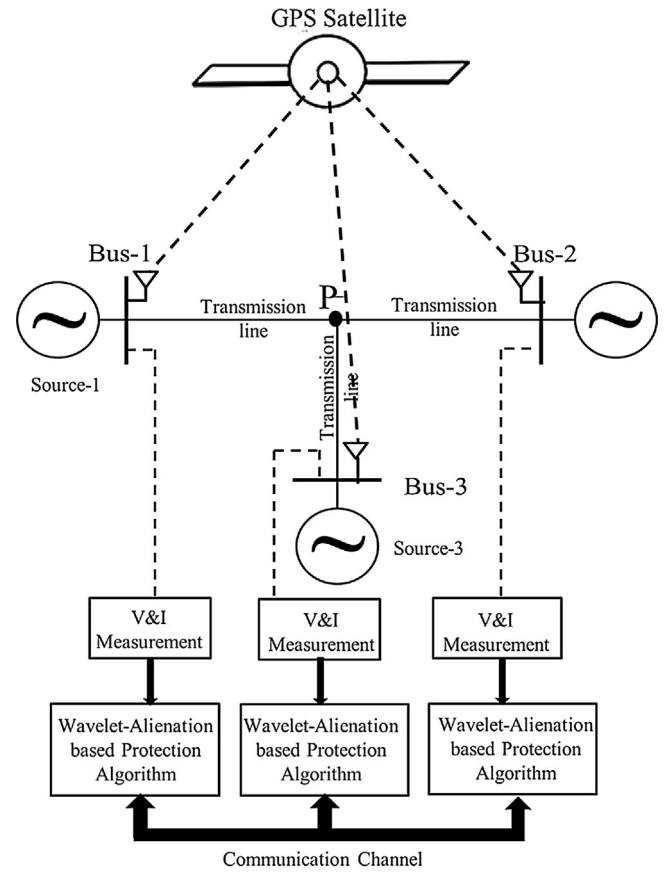 GPS Satellite
Bus-1
Bus-2
P
Transmission
line
Transmission
line
Source-1
Transmission
line
Bus-3
Source-3
V&I
Measurement
V&I
Measurement
V&I
Measurement
Wavelet-Alienation
based Protection
Algorithm
Wavelet-Alienation
based Protection
Algorithm
Wavelet-Alienation
based Protection
Algorithm
Communication Channel